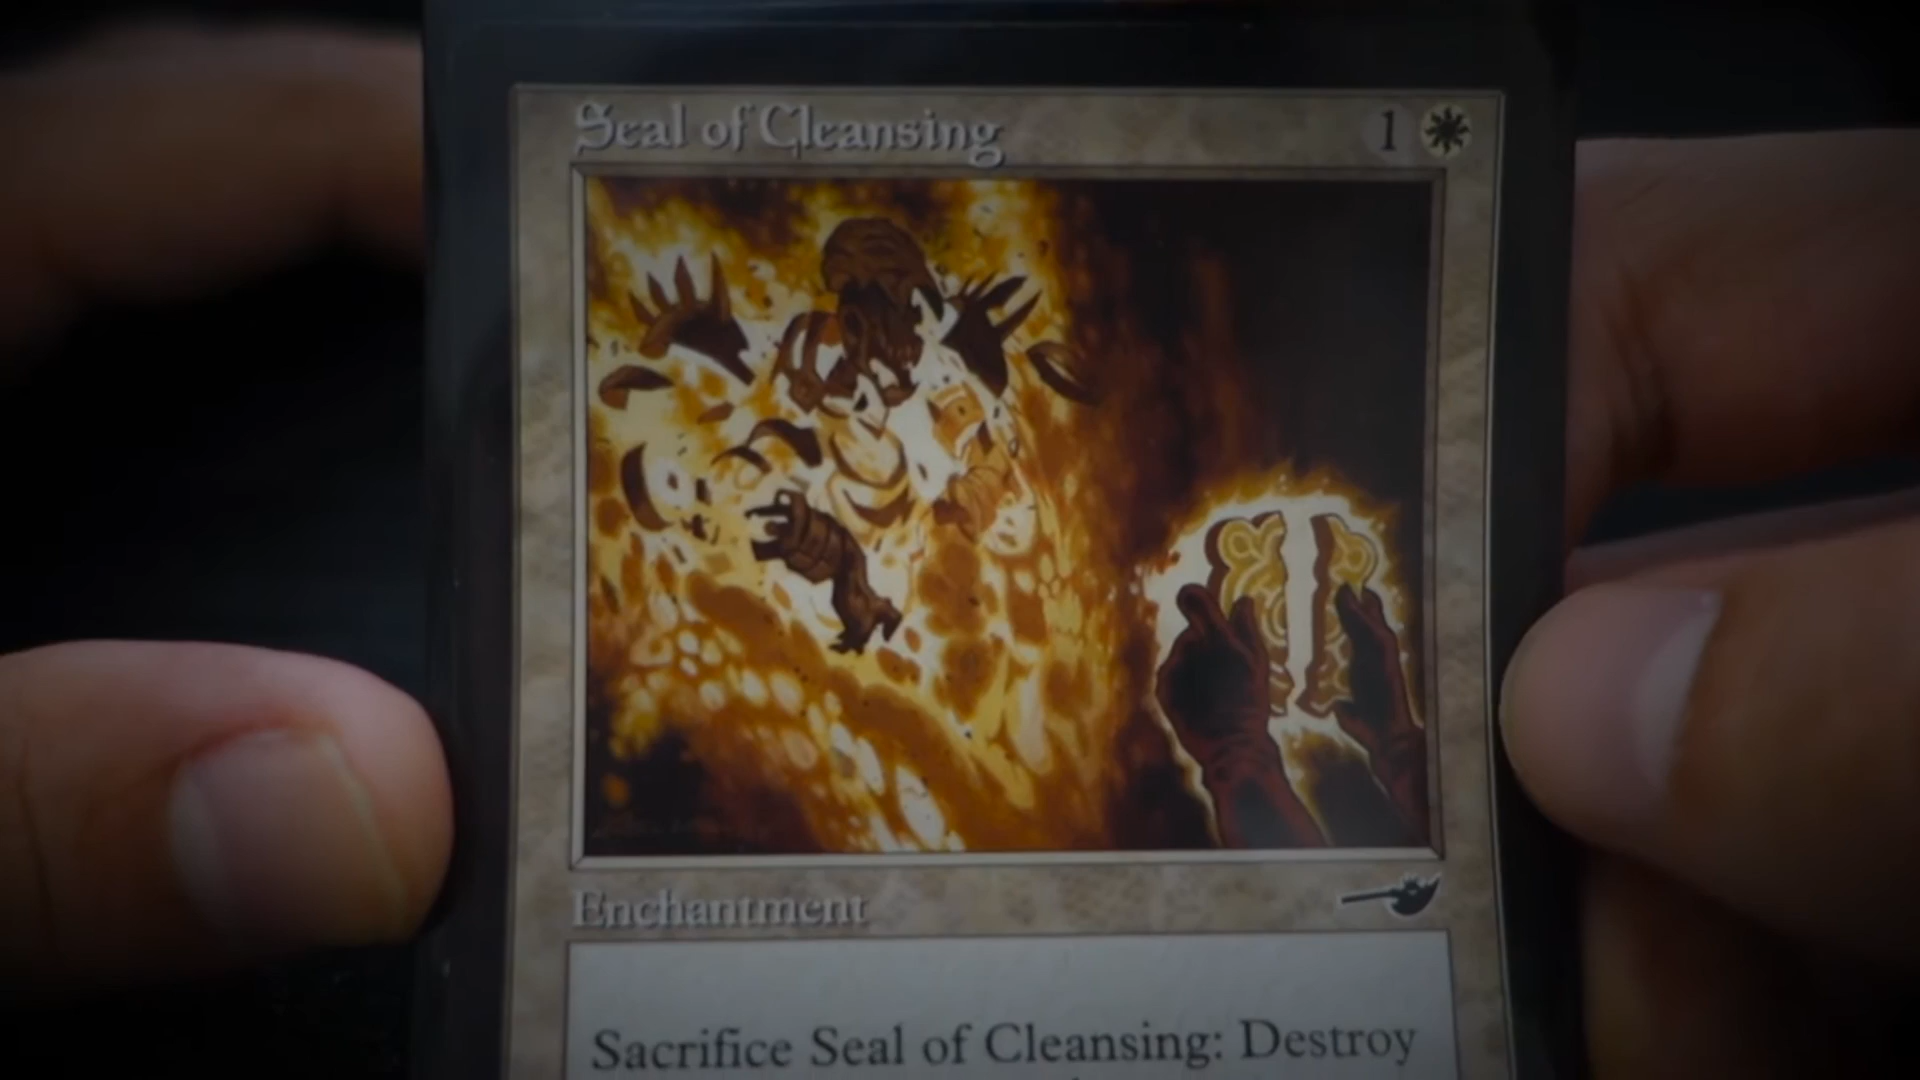 Seal of Cleansing 1
Enchantment
Sacrifice Seal of Cleansing: Destroy